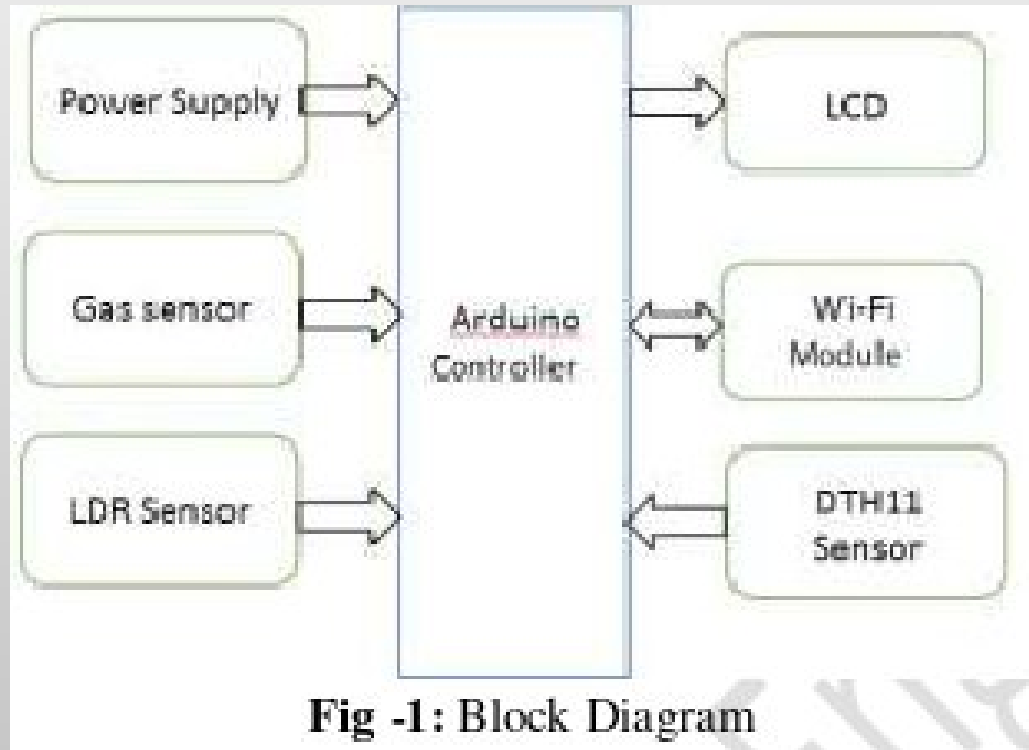 Power Supply
LCD
Gas sensor
Arduino
Controller
Wi-Fi
Module
LDR Sensor
DTH11
Sensor
Fig -1: Block Diagram